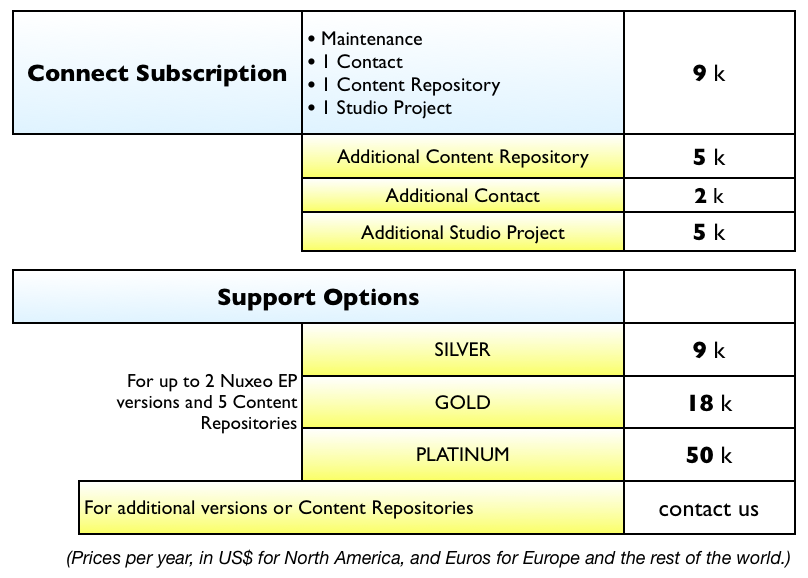 Connect Subscription
• Maintenance
• 1 Contact
• 1 Content Repository
• 1 Studio Project
9 k
Additional Content Repository
5 k
Additional Contact
2 k
Additional Studio Project
5 k
Support Options
For up to 2 Nuxeo EP
versions and 5 Content
Repositories
SILVER
9 k
GOLD
18 k
PLATINUM
50 k
For additional versions or Content Repositories
contact us
(Prices per year, in US$ for North America, and Euros for Europe and the rest of the world.)